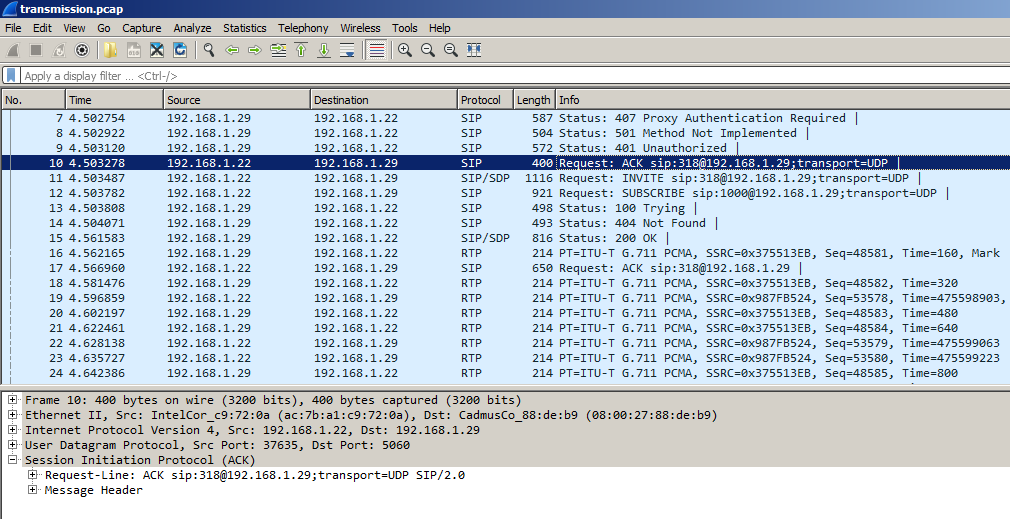 transmission.pcap
File Edit View Go Capture Analyze Statistics Telephony Wireless Tools Help
Apply a display filter ... <Ctrl-/>
No. Time Source Destination Protocol Length Info
7 4.502754 192.168.1.29 192.168.1.22 SIP 587 Status: 407 Proxy Authentication Required |
8 4.502922 192.168.1.29 192.168.1.22 SIP 504 Status: 501 Method Not Implemented |
9 4.503120 192.168.1.29 192.168.1.22 SIP 572 Status: 401 Unauthorized |
10 4.503278 192.168.1.22 192.168.1.29 SIP 400 Request: ACK sip:318@192.168.1.29;transport=UDP |
11 4.503487 192.168.1.22 192.168.1.29 SIP/SDP 1116 Request: INVITE sip:318@192.168.1.29;transport=UDP |
12 4.503782 192.168.1.22 192.168.1.29 SIP 921 Request: SUBSCRIBE sip:1000@192.168.1.29;transport=UDP |
13 4.503808 192.168.1.29 192.168.1.22 SIP 498 Status: 100 Trying |
14 4.504071 192.168.1.29 192.168.1.22 SIP 493 Status: 404 Not Found |
15 4.561583 192.168.1.29 192.168.1.22 SIP/SDP 816 Status: 200 OK |
16 4.562165 192.168.1.29 192.168.1.22 RTP 214 PT=ITU-T G.711 PCMA, SSRC=0x375513EB, Seq=48581, Time=160, Mark
17 4.566960 192.168.1.22 192.168.1.29 SIP 650 Request: ACK sip:318@192.168.1.29 |
18 4.581476 192.168.1.29 192.168.1.22 RTP 214 PT=ITU-T G.711 PCMA, SSRC=0x375513EB, Seq=48582, Time=320
19 4.596859 192.168.1.22 192.168.1.29 RTP 214 PT=ITU-T G.711 PCMA, SSRC=0x987FB524, Seq=53578, Time=475598903,
20 4.602197 192.168.1.29 192.168.1.22 RTP 214 PT=ITU-T G.711 PCMA, SSRC=0x375513EB, Seq=48583, Time=480
21 4.622461 192.168.1.29 192.168.1.22 RTP 214 PT=ITU-T G.711 PCMA, SSRC=0x375513EB, Seq=48584, Time=640
22 4.628138 192.168.1.22 192.168.1.29 RTP 214 PT=ITU-T G.711 PCMA, SSRC=0x987FB524, Seq=53579, Time=475599063
23 4.635727 192.168.1.22 192.168.1.29 RTP 214 PT=ITU-T G.711 PCMA, SSRC=0x987FB524, Seq=53580, Time=475599223
24 4.642386 192.168.1.29 192.168.1.22 RTP 214 PT=ITU-T G.711 PCMA, SSRC=0x375513EB, Seq=48585, Time=800
Frame 10: 400 bytes on wire (3200 bits), 400 bytes captured (3200 bits)
Ethernet II, Src: IntelCor_c9:72:0a (ac:7b:a1:c9:72:0a), Dst: CadmusCo_88:de:b9 (08:00:27:88:de:b9)
Internet Protocol Version 4, Src: 192.168.1.22, Dst: 192.168.1.29
User Datagram Protocol, Src Port: 37635, Dst Port: 5060
Session Initiation Protocol (ACK)
Request-Line: ACK sip:318@192.168.1.29;transport=UDP SIP/2.0
Message Header